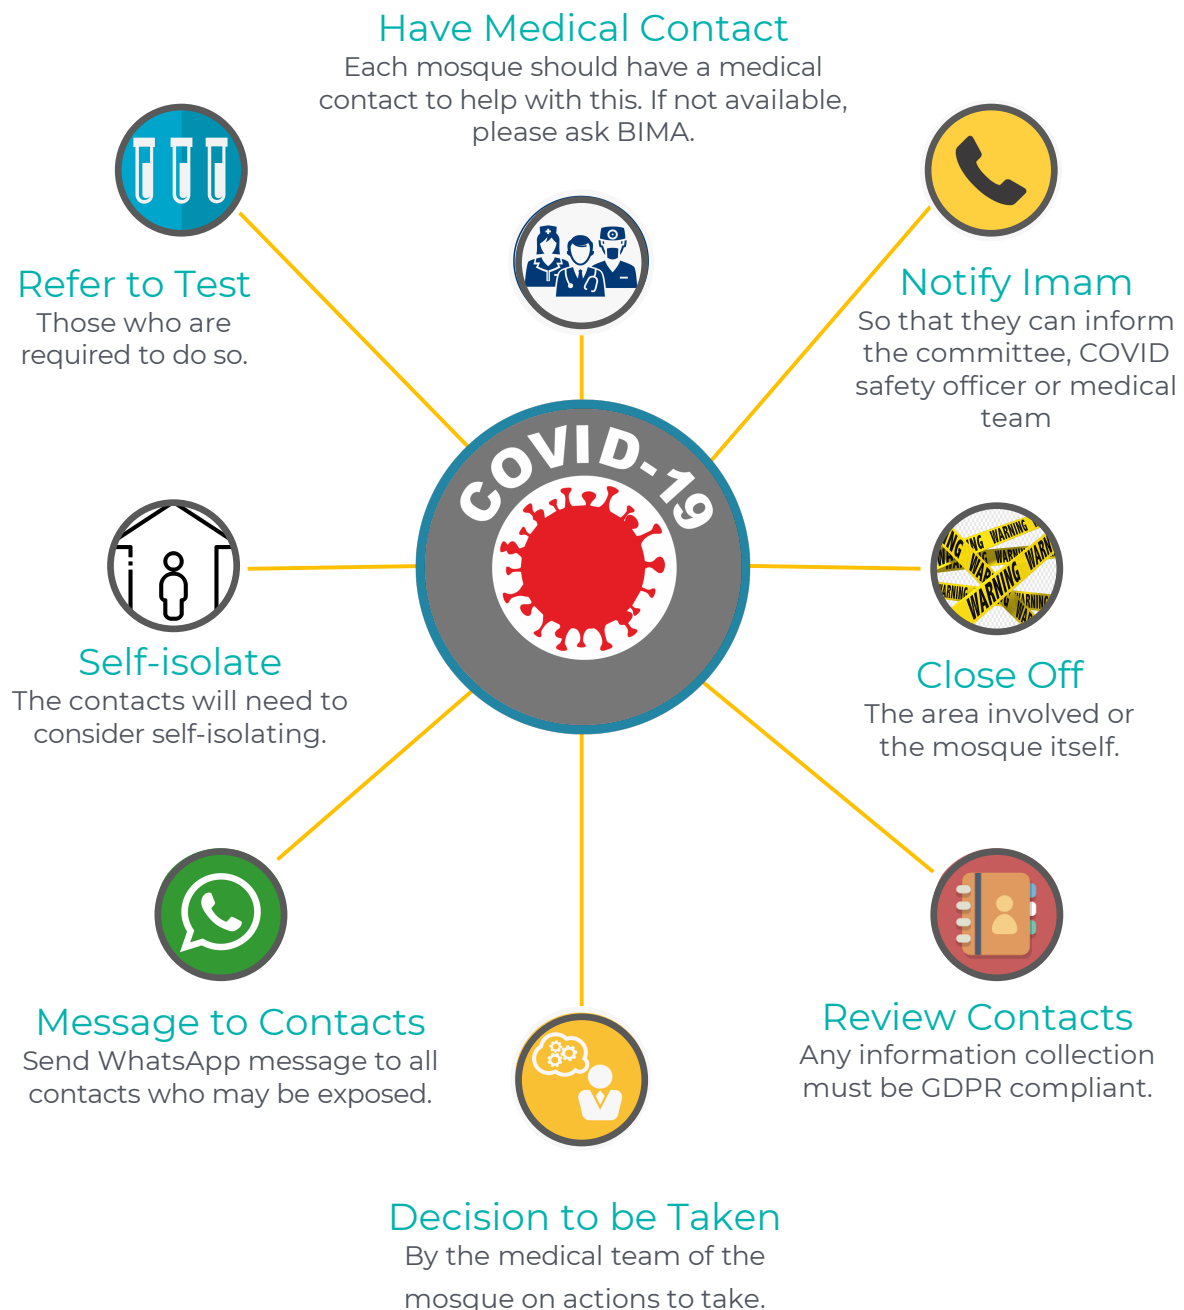 Have Medical Contact
Each mosque should have a medical
contact to help with this. If not available,
please ask BIMA.
Notify Imam
So that they can inform
the committee, COVID
safety officer or medical
team
Close Off
The area involved or
the mosque itself.
Review Contacts
Any information collection
must be GDPR compliant.
Decision to be Taken
By the medical team of the
mosque on actions to take.
Message to Contacts
Send WhatsApp message to all
contacts who may be exposed.
Self-isolate
The contacts will need to
consider self-isolating.
Refer to Test
Those who are
required to do so.
COVID-19
WARNING
WARNING